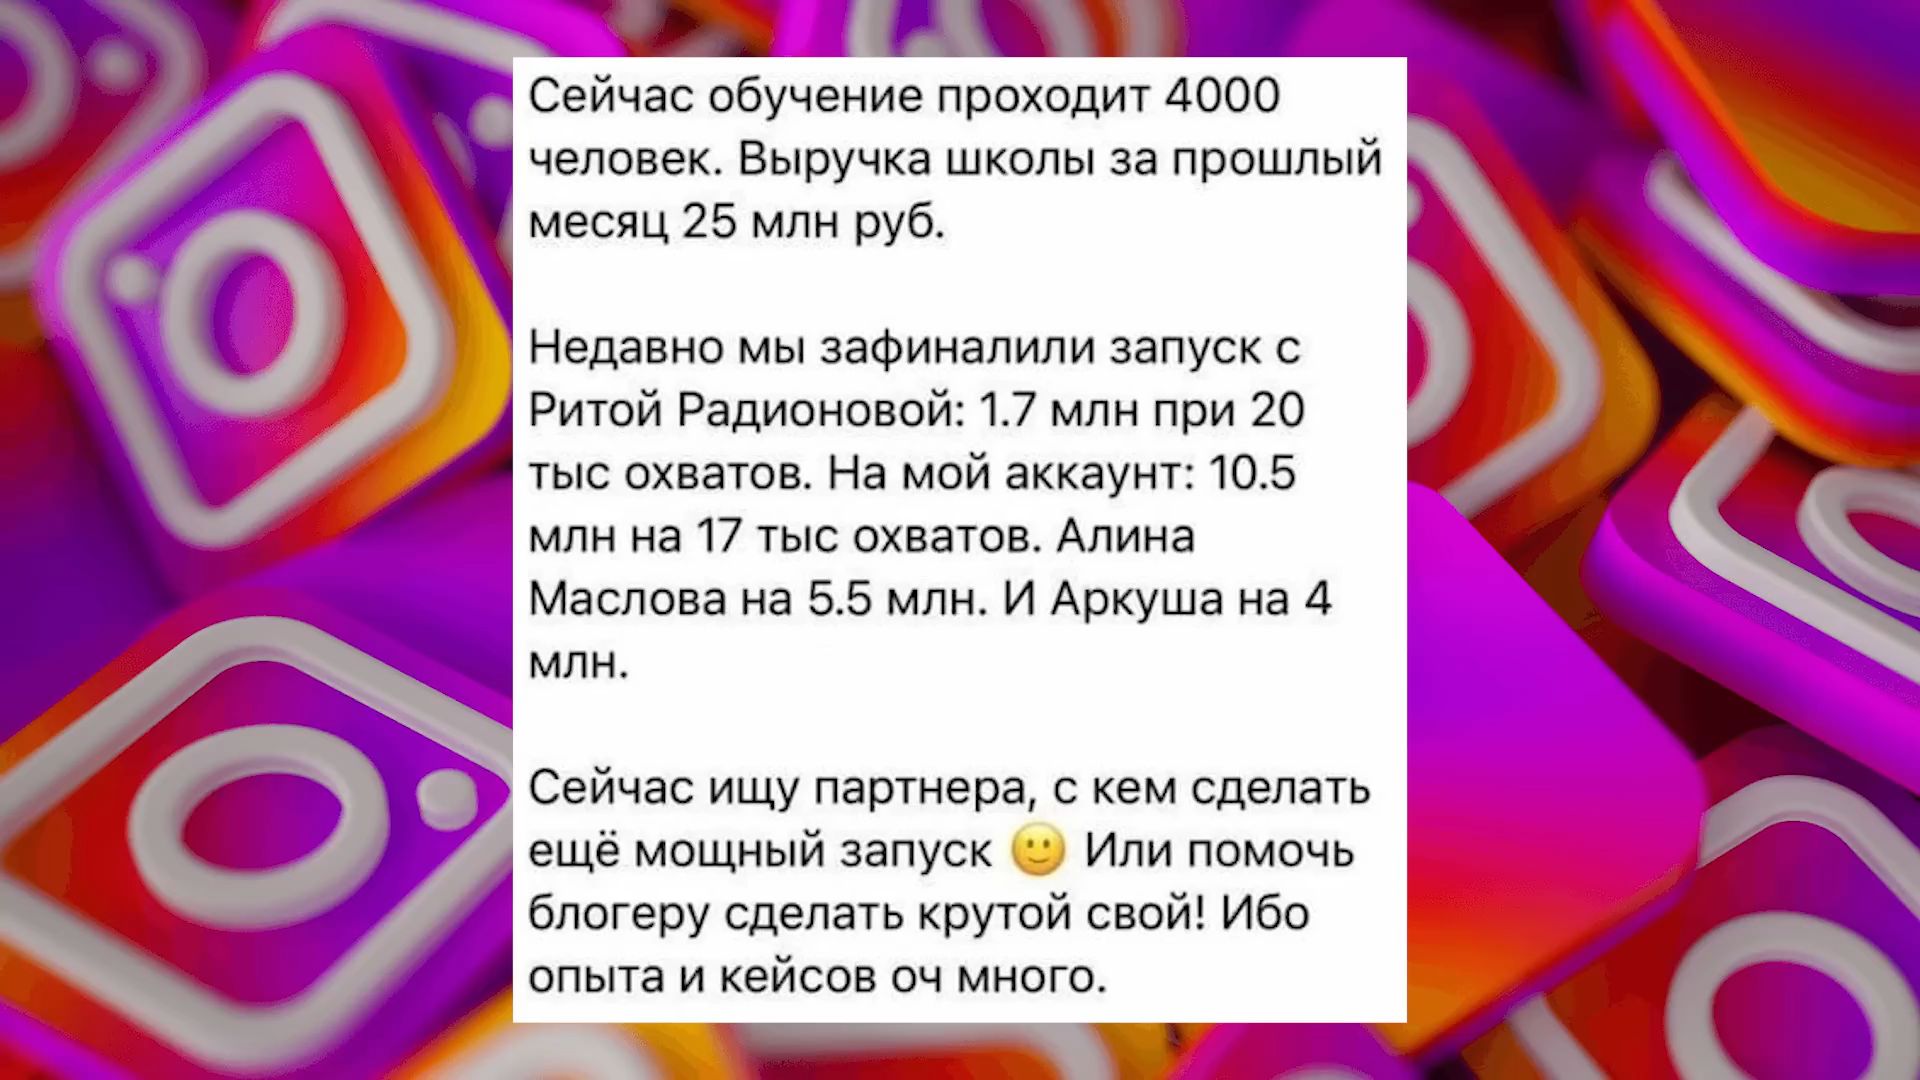 Сейчас обучение проходит 4000
человек. Выручка школы за прошлый
месяц 25 млн руб.
Недавно мы зафиналили запуск с
Ритой Радионовой: 1.7 млн при 20
тыс охватов. На мой аккаунт: 10.5
млн на 17 тыс охватов. Алина
Маслова на 5.5 млн. И Аркуша на 4
млн.
Сейчас ищу партнера, с кем сделать
ещё мощный запуск 🙂 Или помочь
блогеру сделать крутой свой! Ибо
опыта и кейсов оч много.